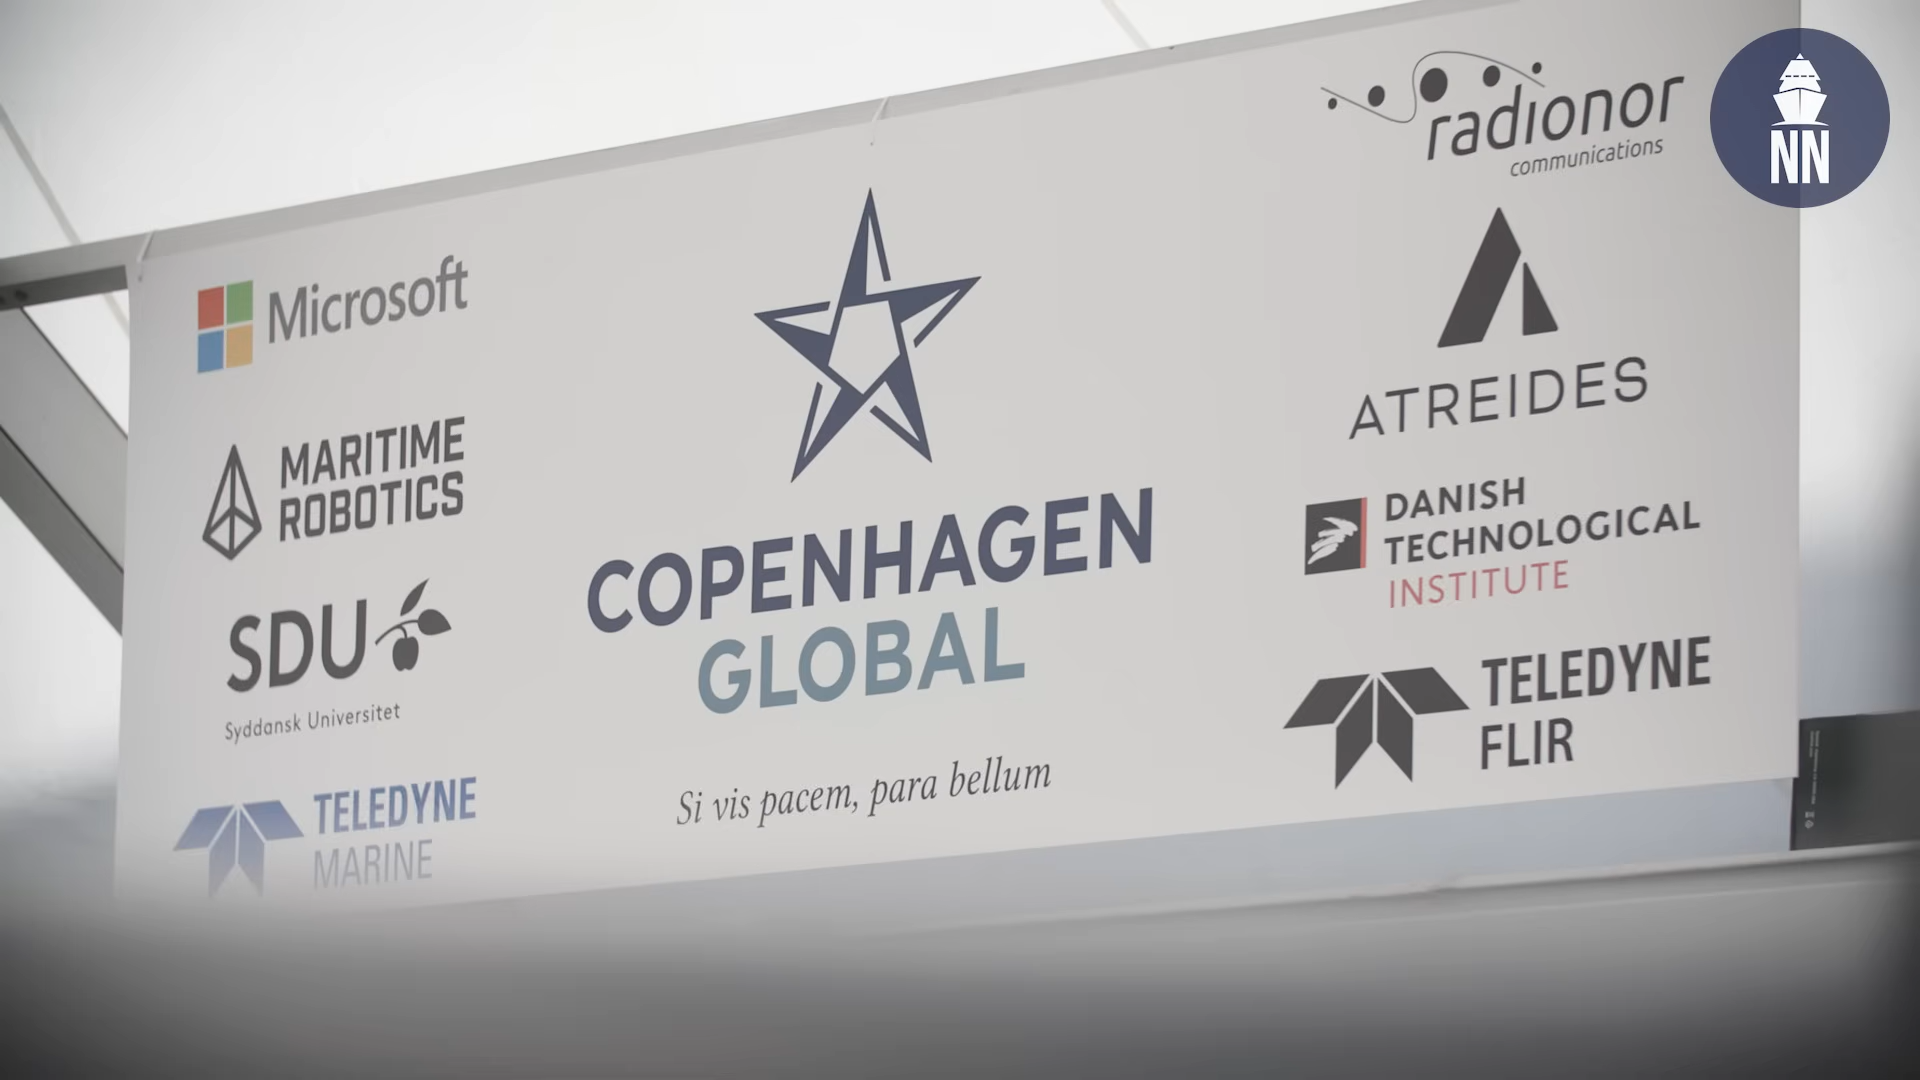 Microsoft
MARITIME
ROBOTICS
SDU
Syddansk Universitet
TELEDYNE
MARINE
COPENHAGEN
GLOBAL
Si vis pacem, para bellum
radionor
communications
ATREIDES
DANISH
TECHNOLOGICAL
INSTITUTE
TELEDYNE
FLIR
NN